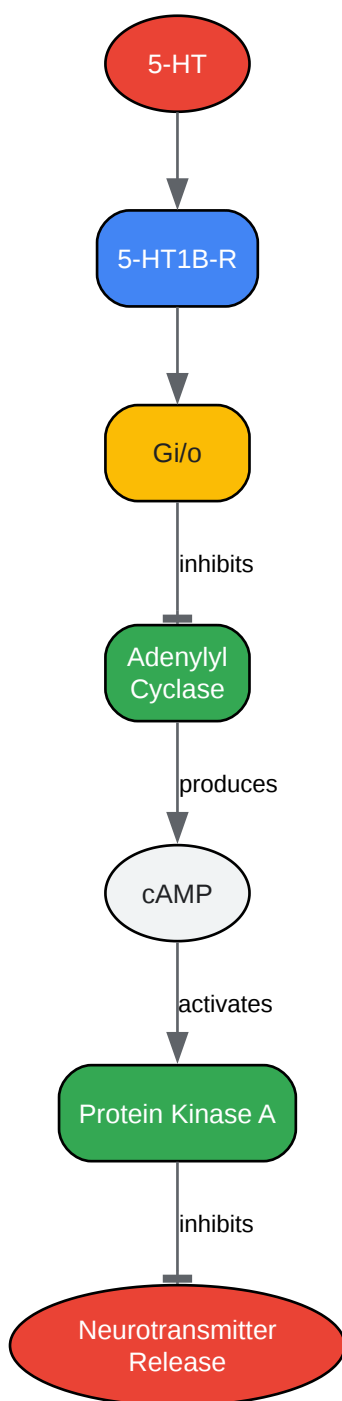 5-HT
5-HT1B-R
Gi/o
inhibits
Adenylyl
Cyclase
produces
cAMP
activates
Protein Kinase A
inhibits
Neurotransmitter
Release